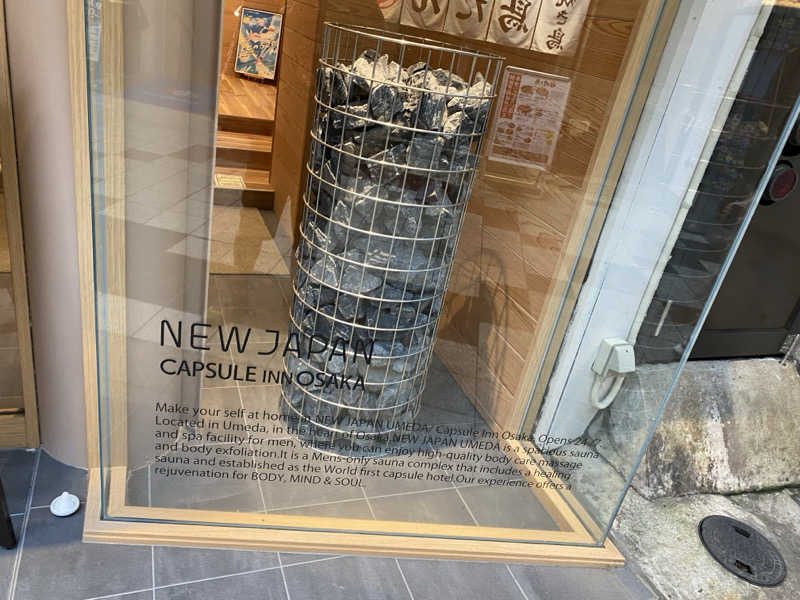 NEW JAPAN
CAPSULE INN OSAKA
Make your self at home in NEW JAPAN UMEDA, Capsule Inn Osaka. Opens 24/7
Located in Umeda, in the heart of Osaka.NEW JAPAN UMEDA is a spacious sauna
and spa facility for men, where you can enjoy high-quality body care massage
and body exfoliation.It is a Mens-only sauna complex that includes a healing
sauna and established as the World first capsule hotel.Our experience offers a
rejuvenation for BODY, MIND & SOUL.